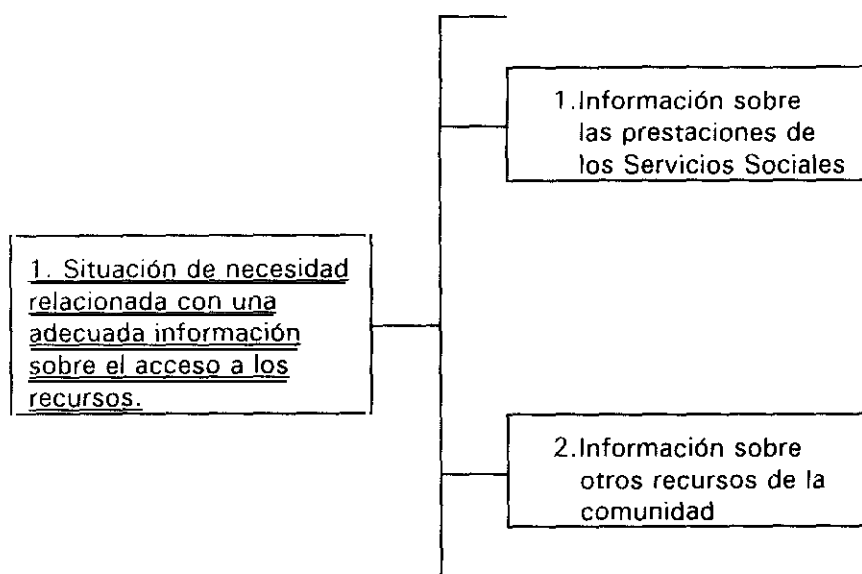 1. Situación de necesidad
relacionada con una
adecuada información
sobre el acceso a los
recursos.
1.Información sobre
las prestaciones de
los Servicios Sociales
2.Información sobre
otros recursos de la
comunidad